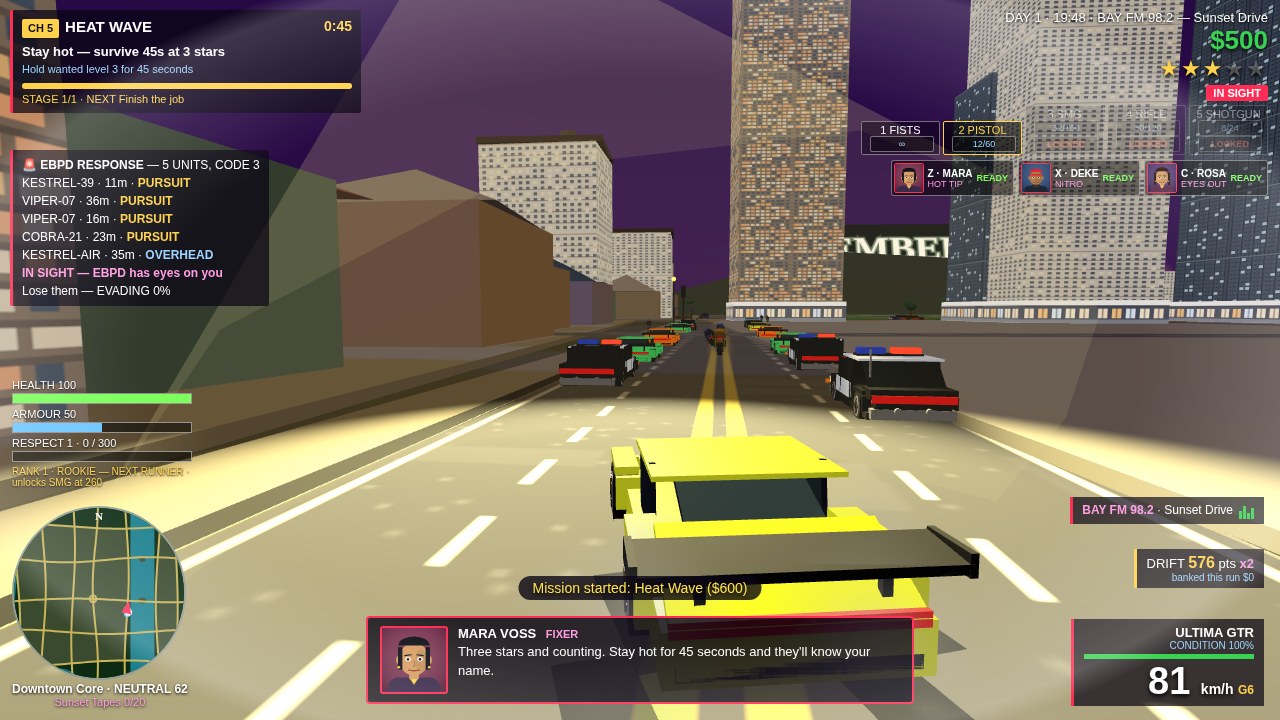 CH 5 HEAT WAVE 0:45
Stay hot — survive 45s at 3 stars
Hold wanted level 3 for 45 seconds
STAGE 1/1 · NEXT Finish the job
DAY 1 · 19:48 · BAY FM 98.2 — Sunset Drive
$500
IN SIGHT
1 FISTS
∞
2 PISTOL
12/60
5 SHOTGUN
LOCKED
Z · MARA
HOT TIP
READY
X · DEKE
NITRO
READY
C · ROSA
EYES OUT
READY
🚨 EBPD RESPONSE — 5 UNITS, CODE 3
KESTREL-39 · 11m · PURSUIT
VIPER-07 · 36m · PURSUIT
VIPER-07 · 16m · PURSUIT
COBRA-21 · 23m · PURSUIT
KESTREL-AIR · 35m · OVERHEAD
IN SIGHT — EBPD has eyes on you
Lose them — EVADING 0%
EMBER
HEALTH 100
ARMOUR 50
RESPECT 1 · 0 / 300
RANK 1 · ROOKIE — NEXT RUNNER ·
unlocks SMG at 260
N
Downtown Core · NEUTRAL 62
Sunset Tapes 0/20
Mission started: Heat Wave ($600)
MARA VOSS FIXER
Three stars and counting. Stay hot for 45 seconds and they'll know your
name.
BAY FM 98.2 · Sunset Drive
DRIFT 576 pts x2
banked this run $0
ULTIMA GTR
CONDITION 100%
81 km/h G6